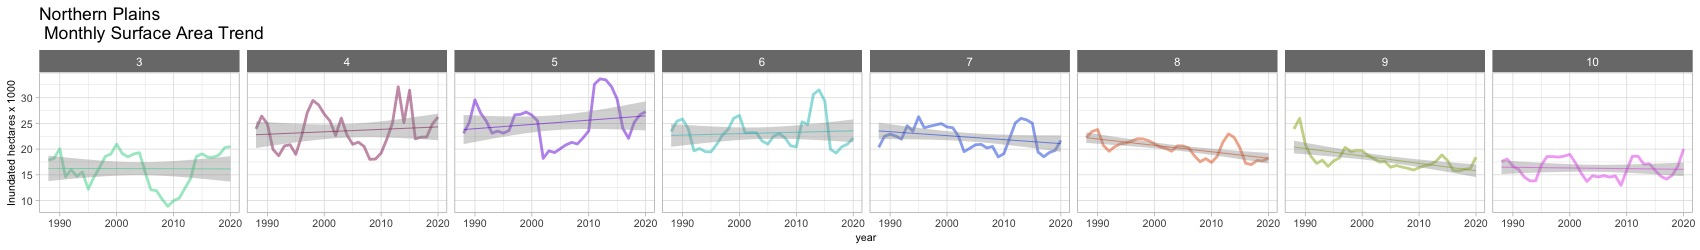 Northern Plains
Monthly Surface Area Trend
3 4 5 6 7 8 9 10
Inundated hectares x 1000
30
25
20
15
10
1990 2000 2010 2020 1990 2000 2010 2020 1990 2000 2010 2020 1990 2000 2010 2020 1990 2000 2010 2020 1990 2000 2010 2020 1990 2000 2010 2020 1990 2000 2010 2020
year